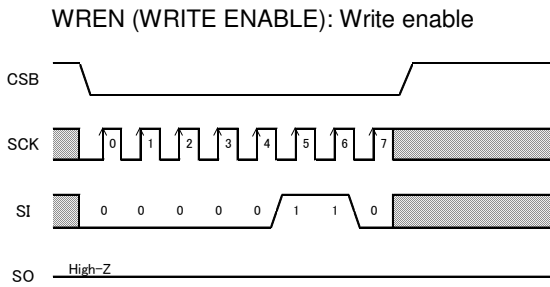 WREN (WRITE ENABLE): Write enable
CSB
SCK 0 1 2 3 4 5 6 7
SI 0 0 0 0 0 1 1 0
SO High-Z